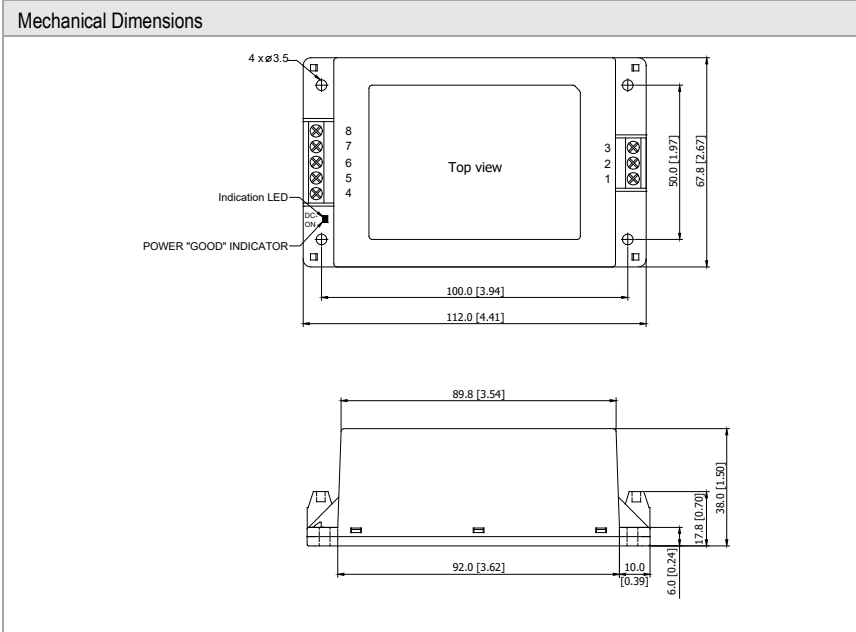 Mechanical Dimensions
4 xø3.5
8
7
6
5
4
3
2
1
Top view
Indication LED
DC-
ON
POWER "GOOD" INDICATOR
50.0 [1.97]
67.8 [2.67]
100.0 [3.94]
112.0 [4.41]
89.8 [3.54]
38.0 [1.50]
17.8 [0.70]
6.0 [0.24]
92.0 [3.62]
10.0
[0.39]